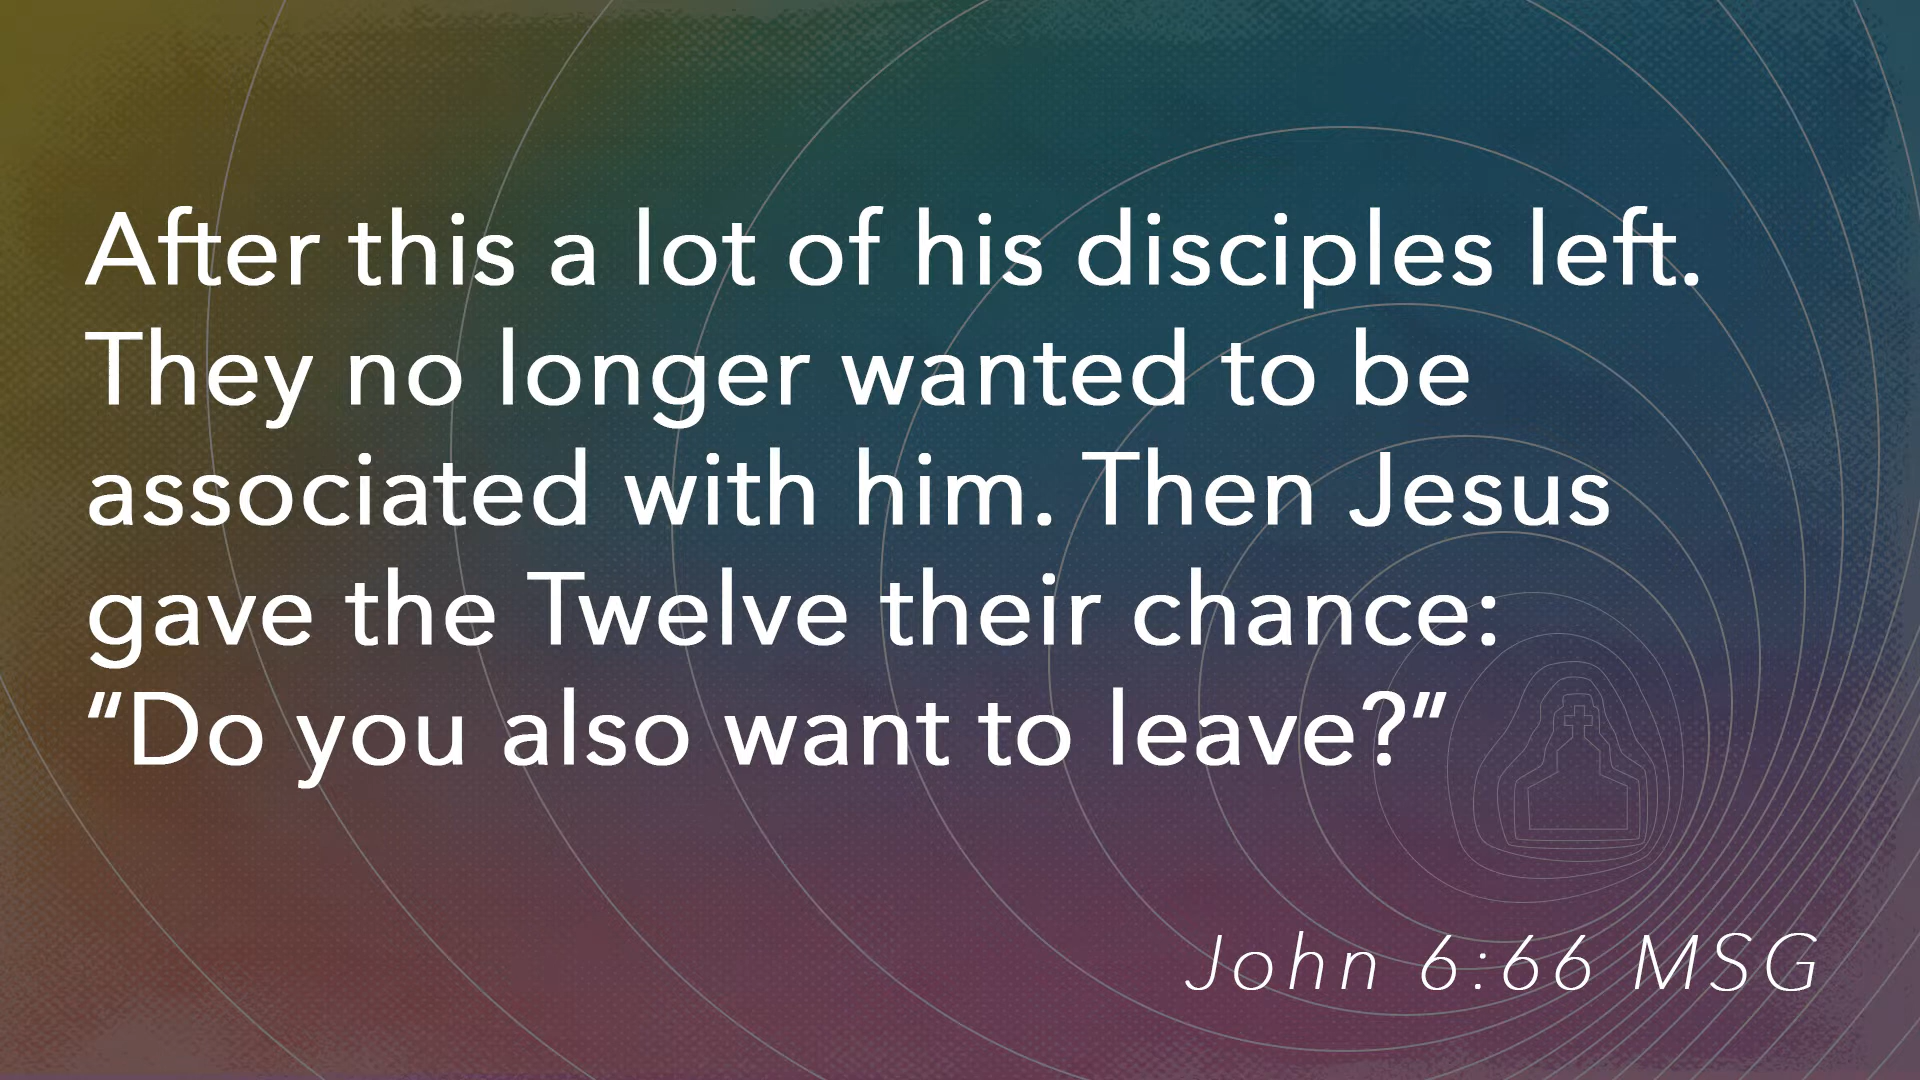 After this a lot of his disciples left.
They no longer wanted to be
associated with him. Then Jesus
gave the Twelve their chance:
“Do you also want to leave?”
John 6:66 MSG